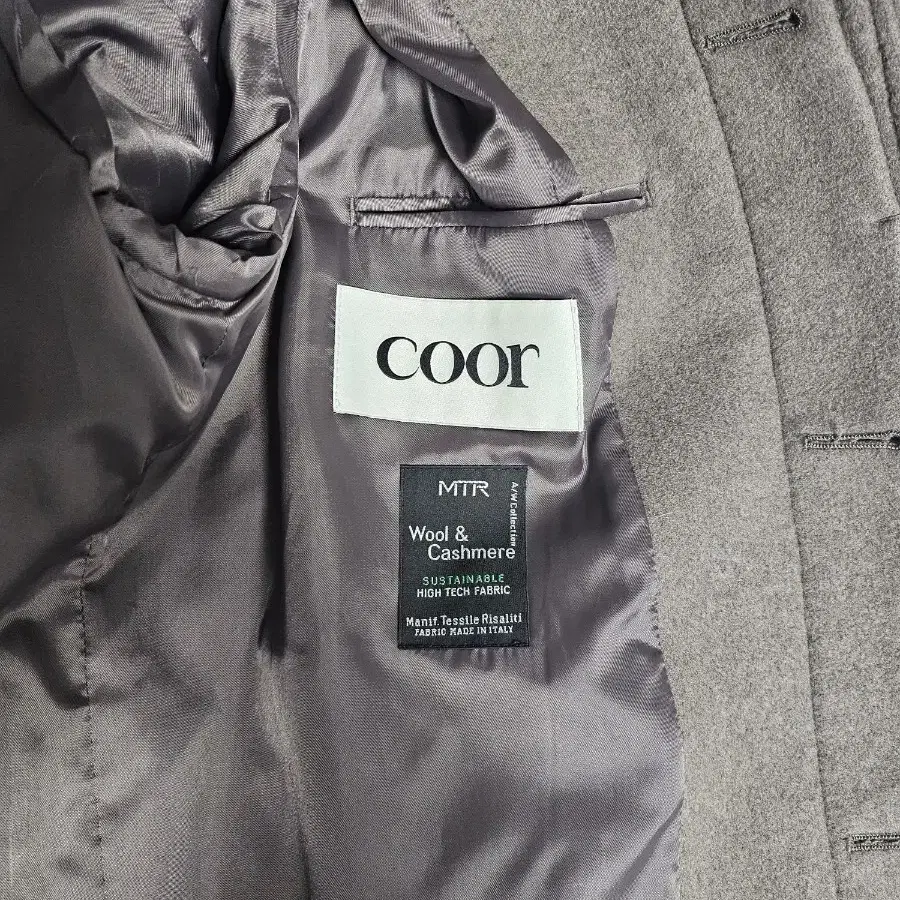 coor
MTR
A/W Collection
Wool &
Cashmere
SUSTAINABLE
HIGH TECH FABRIC
Manif. Tessile Risaliti
FABRIC MADE IN ITALY